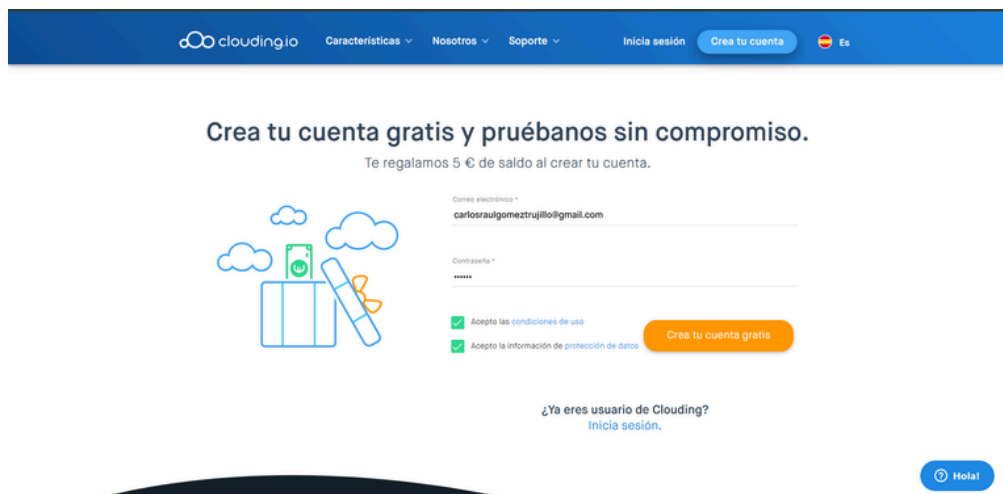 clouding.io Características Nosotros Soporte Inicia sesión Crea tu cuenta Es
Crea tu cuenta gratis y pruébanos sin compromiso.
Te regalamos 5 € de saldo al crear tu cuenta.
Correo electrónico *
carlosraulgomeztrujillo@gmail.com
Contraseña *
••••••
Acepto las condiciones de uso
Acepto la información de protección de datos
Crea tu cuenta gratis
¿Ya eres usuario de Clouding?
Inicia sesión.
Hola!